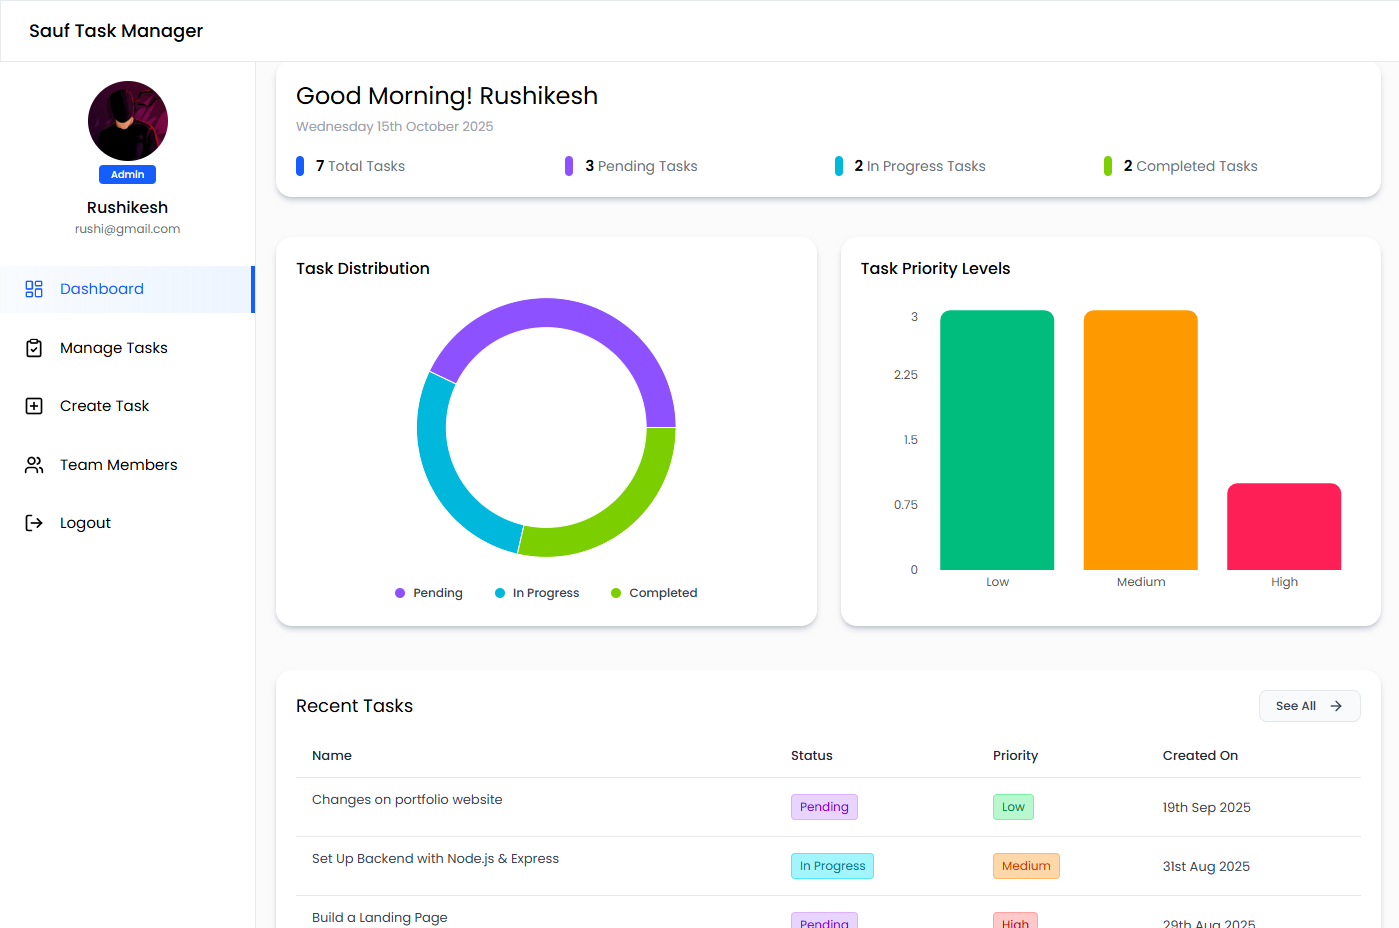 Sauf Task Manager
Admin
Rushikesh
rushi@gmail.com
Dashboard
Manage Tasks
Create Task
Team Members
Logout
Good Morning! Rushikesh
Wednesday 15th October 2025
7 Total Tasks
3 Pending Tasks
2 In Progress Tasks
2 Completed Tasks
Task Distribution
Pending
In Progress
Completed
Task Priority Levels
3
2.25
1.5
0.75
0
Low
Medium
High
Recent Tasks
See All
Name Status Priority Created On
Changes on portfolio website Pending Low 19th Sep 2025
Set Up Backend with Node.js & Express In Progress Medium 31st Aug 2025
Build a Landing Page Pending High 29th Aug 2025